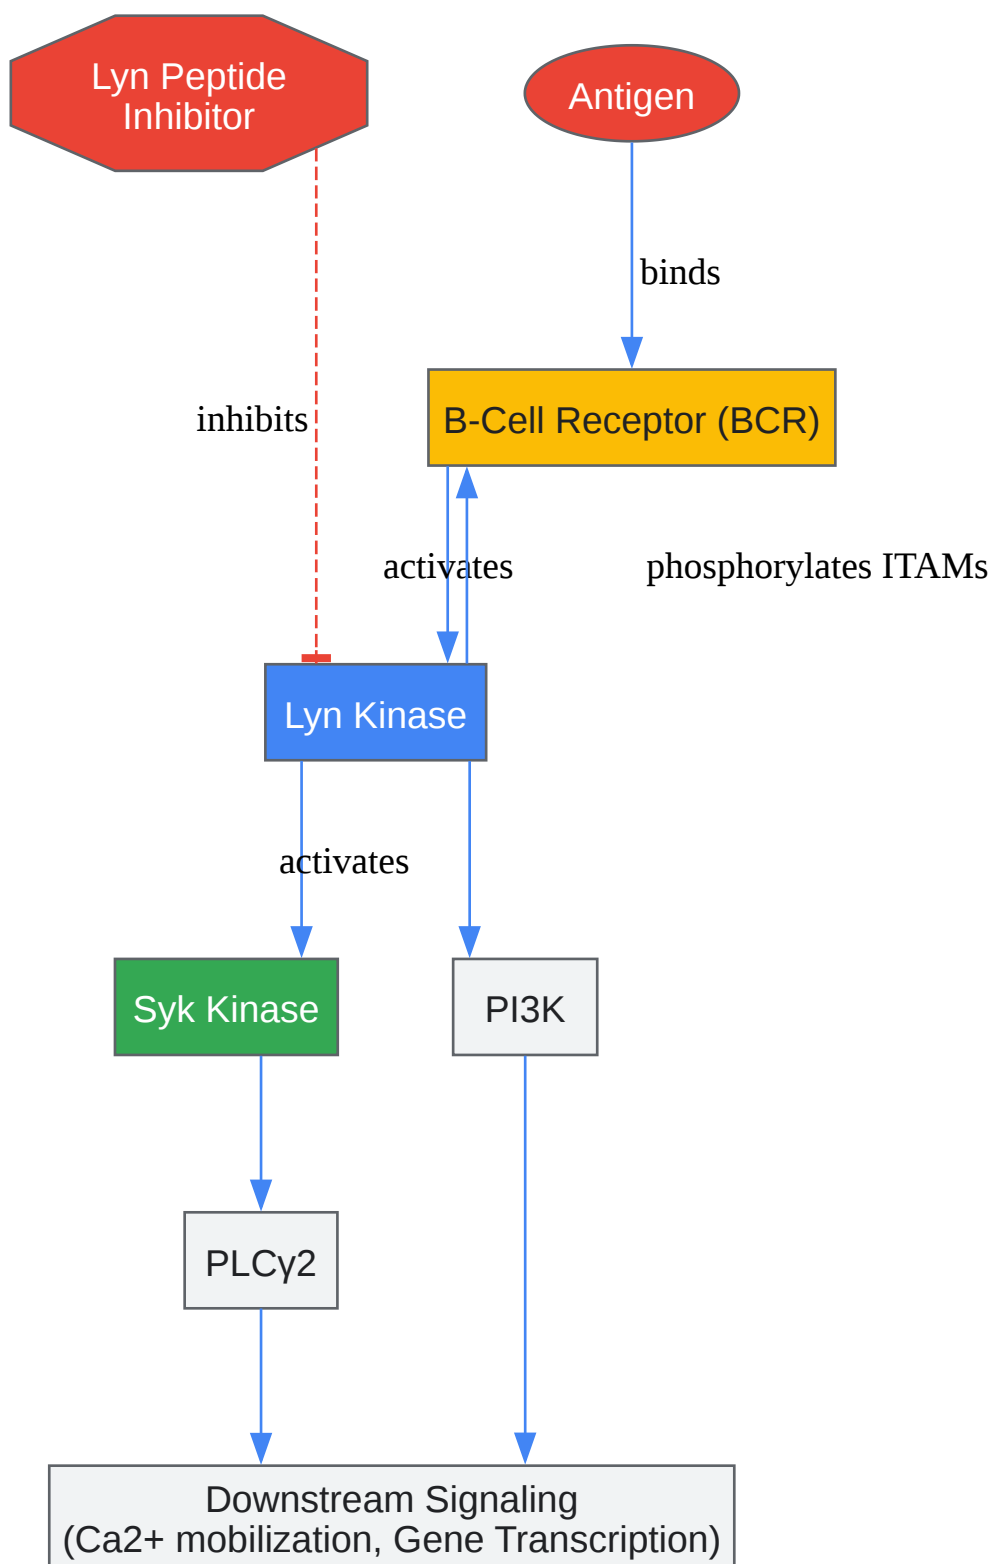 Lyn Peptide
Inhibitor
Antigen
binds
inhibits
B-Cell Receptor (BCR)
activates
phosphorylates ITAMs
Lyn Kinase
activates
Syk Kinase
PI3K
PLCγ2
Downstream Signaling
(Ca2+ mobilization, Gene Transcription)